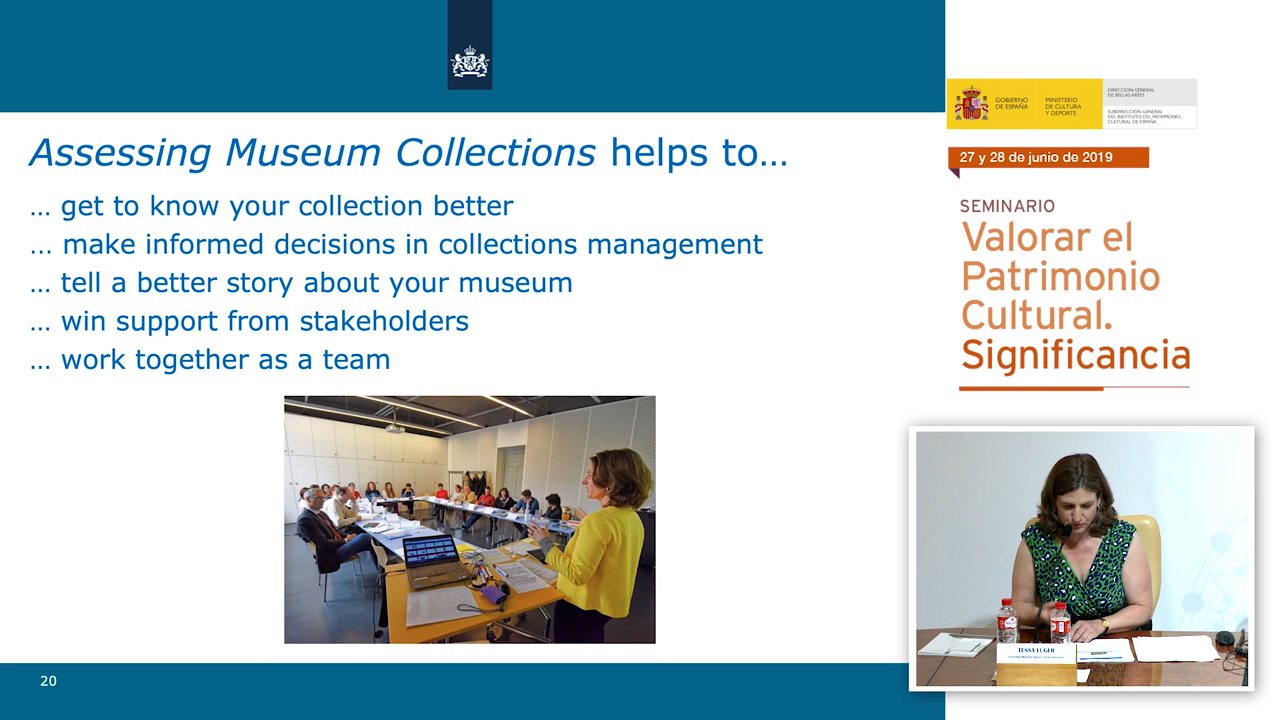 Assessing Museum Collections helps to…
… get to know your collection better
… make informed decisions in collections management
… tell a better story about your museum
… win support from stakeholders
… work together as a team
20
GOBIERNO
DE ESPAÑA
MINISTERIO
DE CULTURA
Y DEPORTE
DIRECCIÓN GENERAL
DE BELLAS ARTES
SUBDIRECCIÓN GENERAL
DEL INSTITUTO DEL PATRIMONIO
CULTURAL DE ESPAÑA
27 y 28 de junio de 2019
SEMINARIO
Valorar el
Patrimonio
Cultural.
Significancia
TESSA LUGER